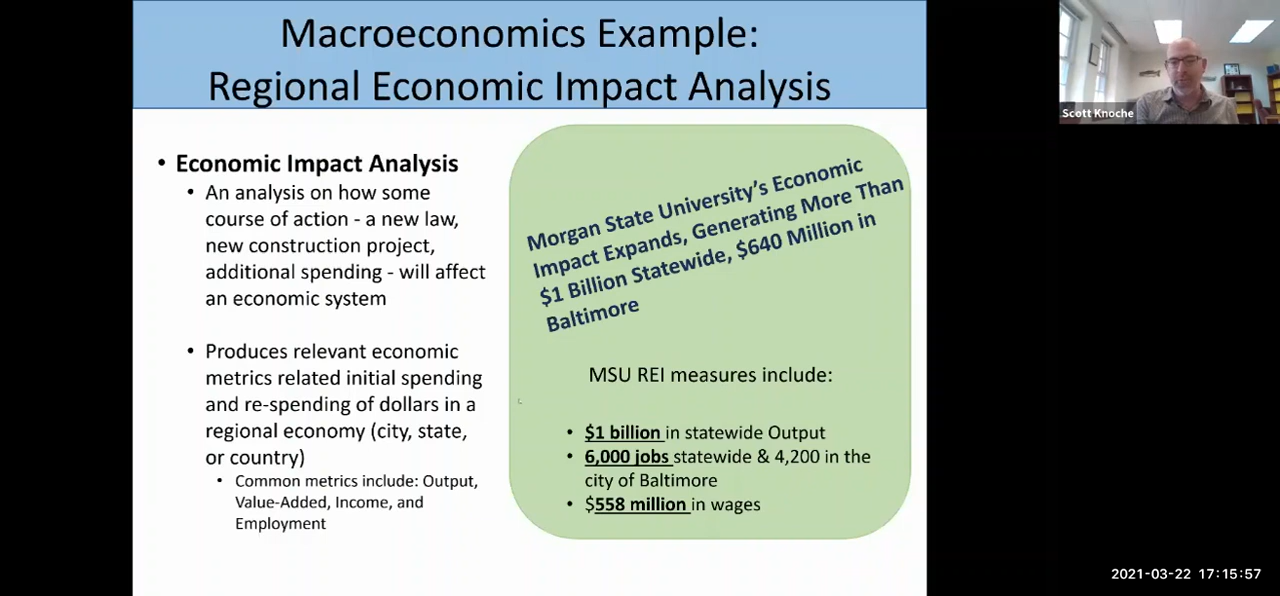 Macroeconomics Example:
Regional Economic Impact Analysis
• Economic Impact Analysis
• An analysis on how some
course of action - a new law,
new construction project,
additional spending - will affect
an economic system
• Produces relevant economic
metrics related initial spending
and re-spending of dollars in a
regional economy (city, state,
or country)
• Common metrics include: Output,
Value-Added, Income, and
Employment
Morgan State University's Economic
Impact Expands, Generating More Than
$1 Billion Statewide, $640 Million in
Baltimore
MSU REI measures include:
• $1 billion in statewide Output
• 6,000 jobs statewide & 4,200 in the
city of Baltimore
• $558 million in wages
Scott Knoche
2021-03-22 17:15:57